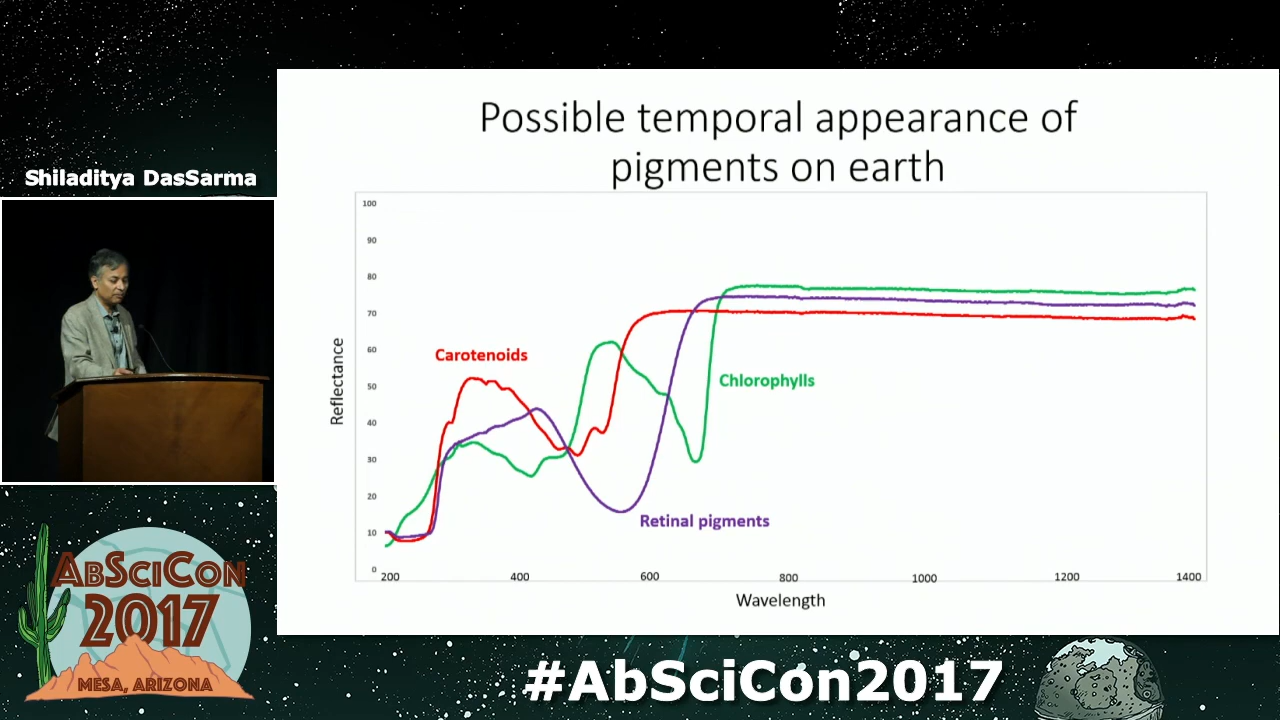 Shiladitya DasSarma
Possible temporal appearance of
pigments on earth
100
90
80
70
60
50
40
30
20
10
0
Reflectance
Carotenoids
Chlorophylls
Retinal pigments
200 400 600 800 1000 1200 1400
Wavelength
ABSCICON
2017
MESA, ARIZONA
#AbSciCon2017